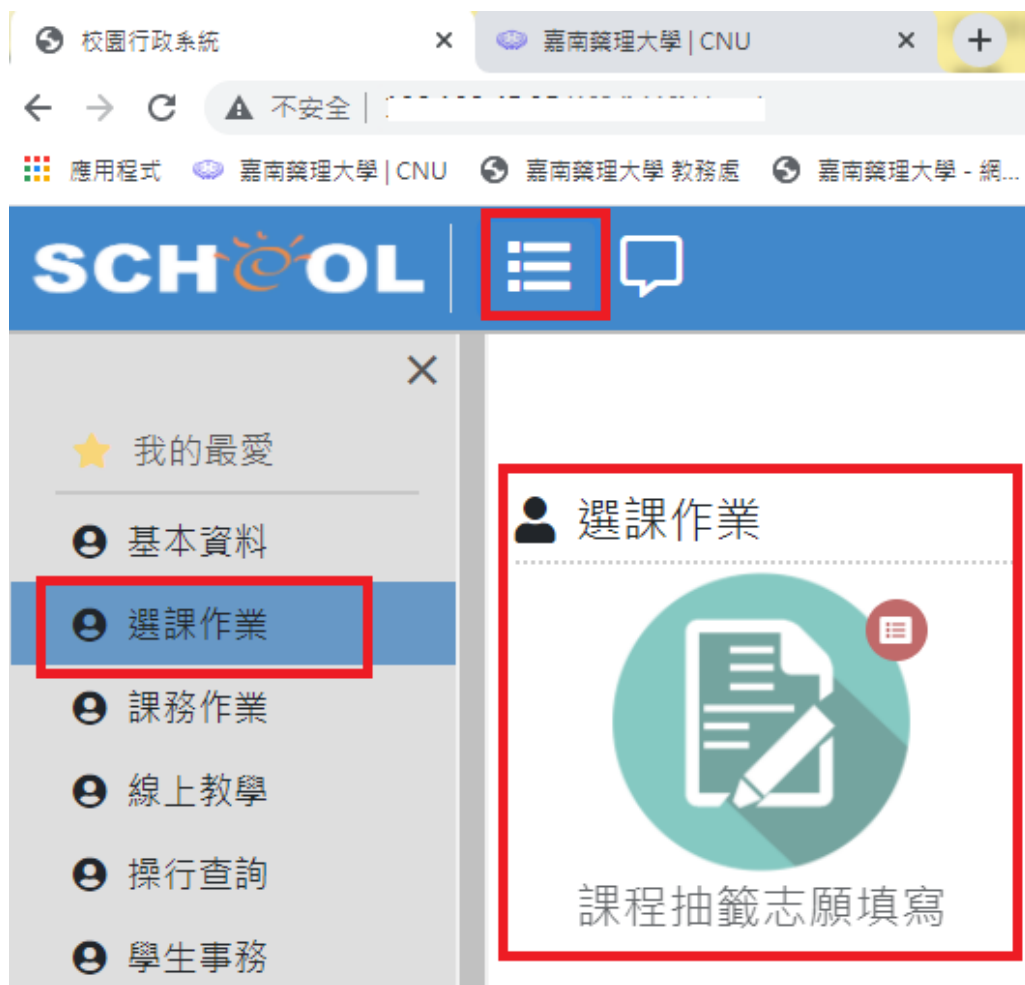 校園行政系統
嘉南藥理大學 | CNU
不安全
應用程式 嘉南藥理大學 | CNU 嘉南藥理大學 教務處 嘉南藥理大學 - 網...
SCHOOL
我的最愛
基本資料
選課作業
課務作業
線上教學
操行查詢
學生事務
選課作業
課程抽籤志願填寫